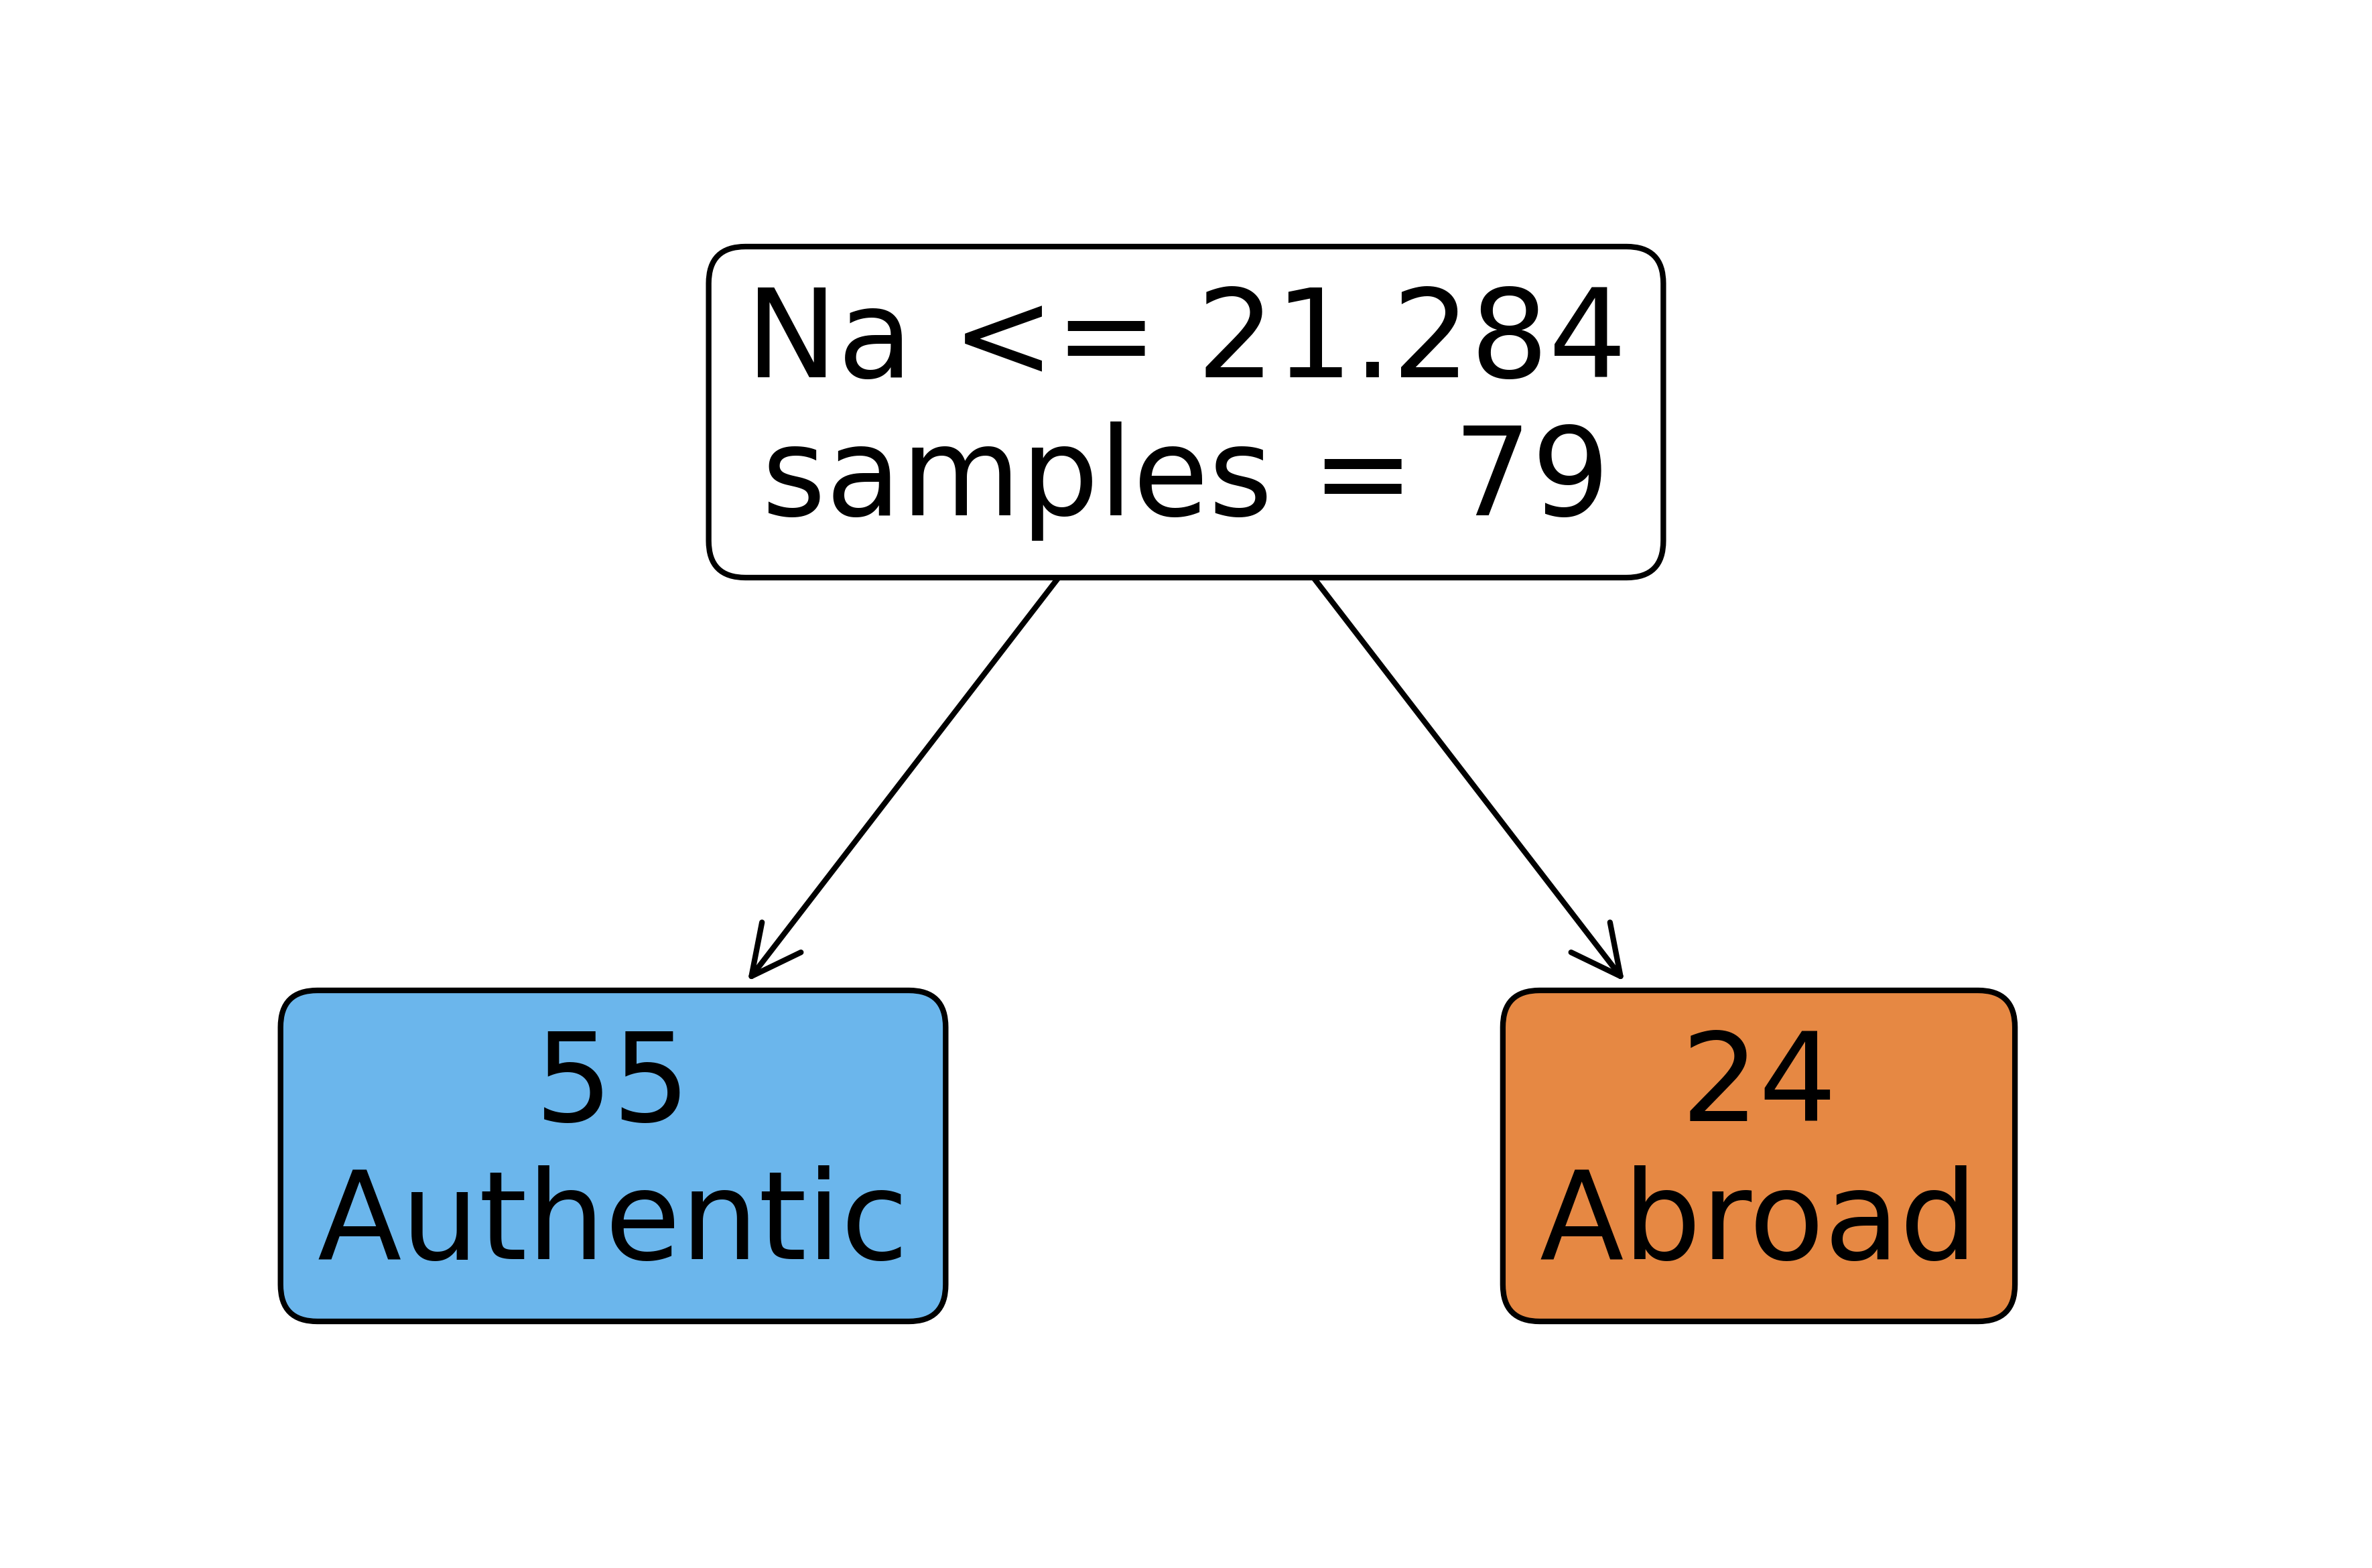 Na <= 21.284
samples = 79
55
Authentic
24
Abroad